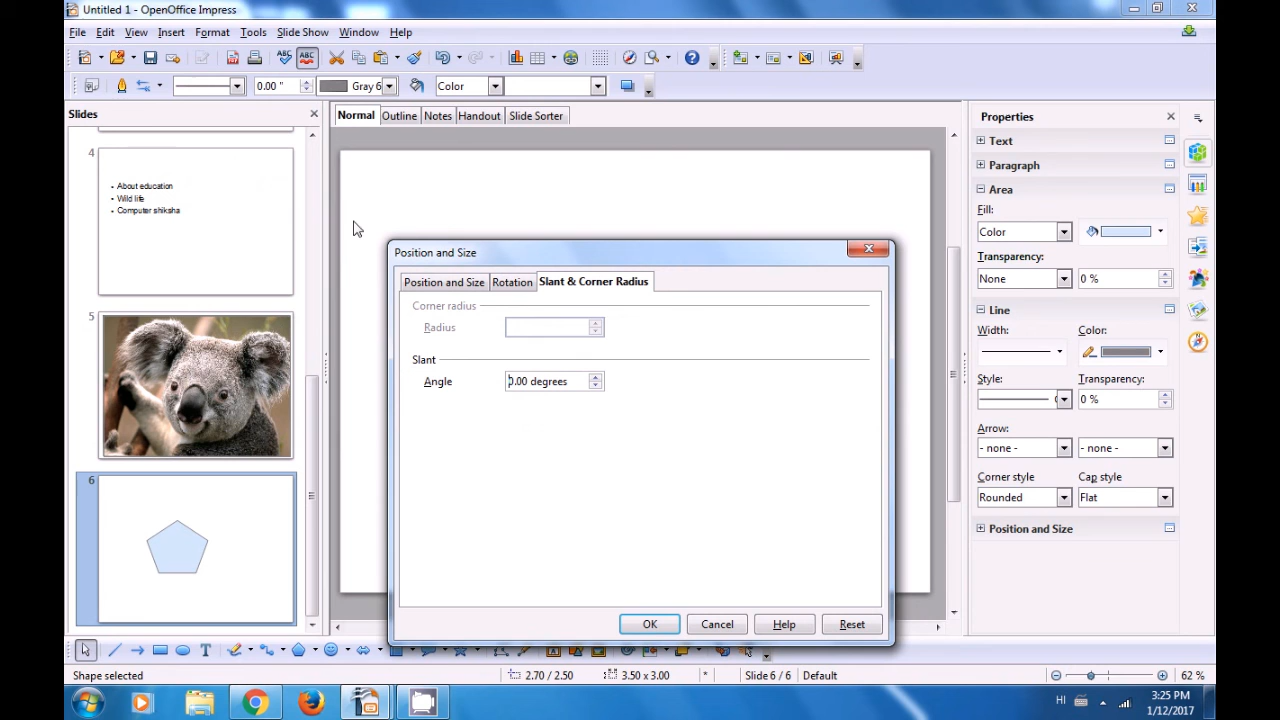 Untitled 1 - OpenOffice Impress
File Edit View Insert Format Tools Slide Show Window Help
0.00 " Gray 6 Color
Slides
Normal Outline Notes Handout Slide Sorter
Properties
4
• About education
• Wild life
• Computer shiksha
5
6
Position and Size
Position and Size Rotation Slant & Corner Radius
Corner radius
Radius
Slant
Angle 0.00 degrees
OK Cancel Help Reset
Text
Paragraph
Area
Fill:
Color
Transparency:
None 0 %
Line
Width: Color:
Style: Transparency:
0 %
Arrow:
- none - - none -
Corner style Cap style
Rounded Flat
Position and Size
Shape selected 2.70 / 2.50 3.50 x 3.00 * Slide 6 / 6 Default 62 %
HI 3:25 PM
1/12/2017